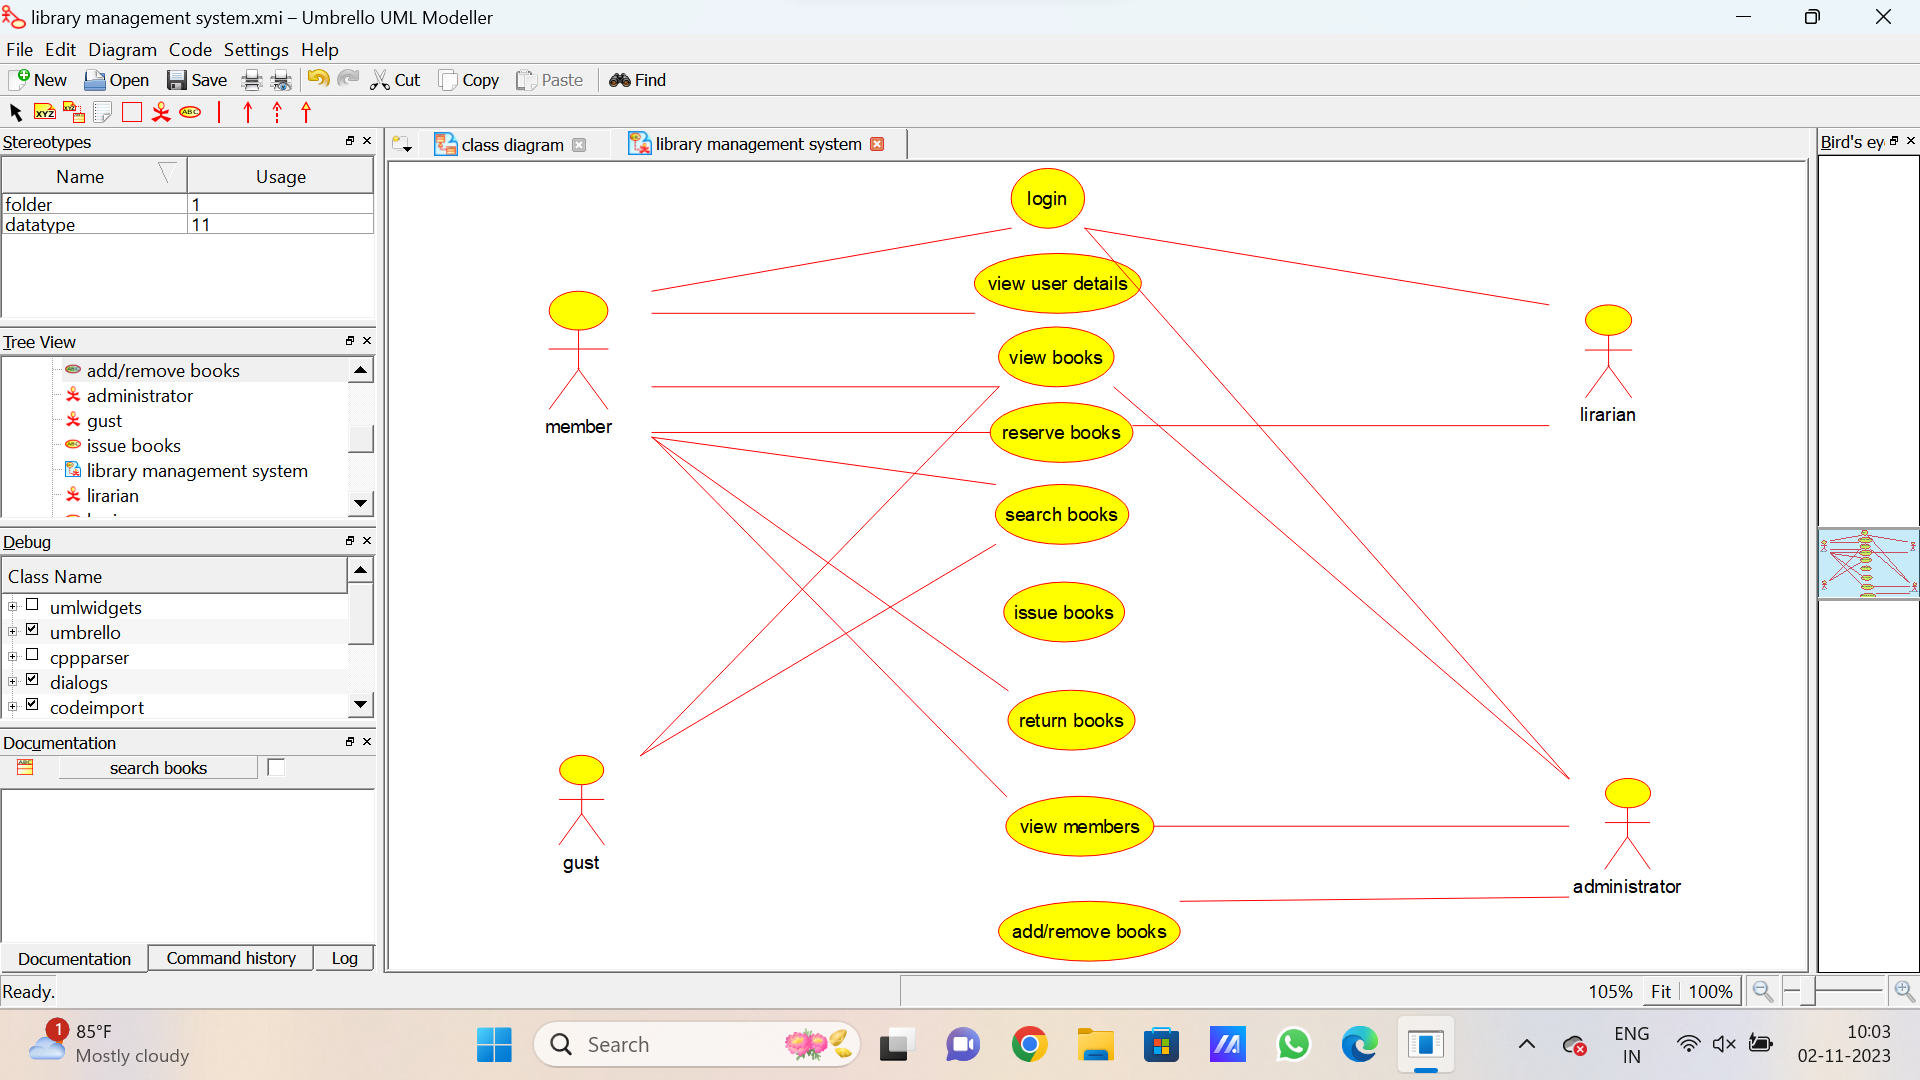 library management system.xmi – Umbrello UML Modeller
File Edit Diagram Code Settings Help
New Open Save Cut Copy Paste Find
XYZ XYZ ABC
Stereotypes
Name Usage
folder 1
datatype 11
Tree View
add/remove books
administrator
gust
issue books
library management system
lirarian
Debug
Class Name
umlwidgets
umbrello
cppparser
dialogs
codeimport
Documentation
search books
Documentation Command history Log
class diagram
library management system
login
view user details
view books
reserve books
search books
issue books
return books
view members
add/remove books
member
gust
lirarian
administrator
Bird's ey
Ready.
105% Fit 100%
1
85°F
Mostly cloudy
Search
ENG
IN
10:03
02-11-2023